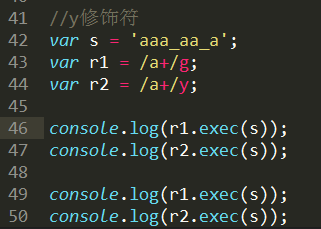 41 //y修饰符
42 var s = 'aaa_aa_a';
43 var r1 = /a+/g;
44 var r2 = /a+/y;
45
46 console.log(r1.exec(s));
47 console.log(r2.exec(s));
48
49 console.log(r1.exec(s));
50 console.log(r2.exec(s));